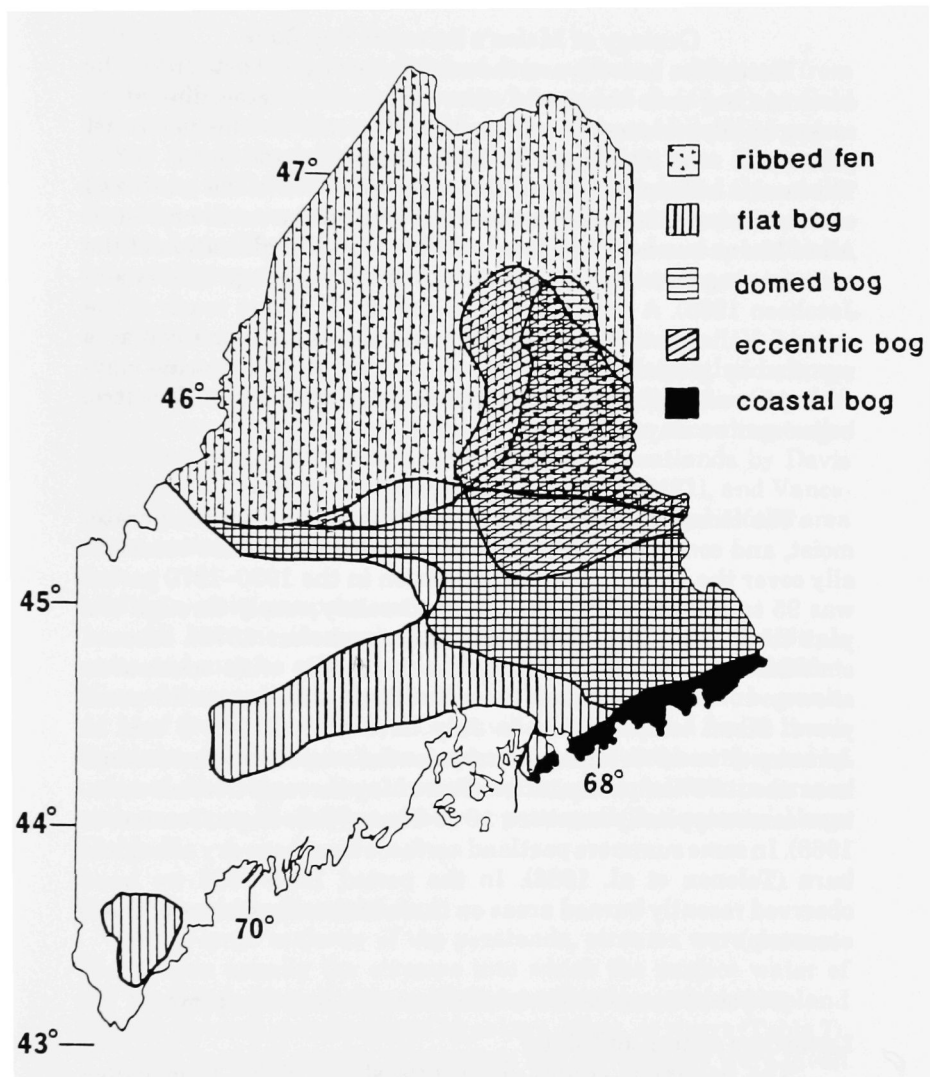 47°
ribbed fen
flat bog
domed bog
eccentric bog
46°
coastal bog
45°
68°
44°
70°
43°